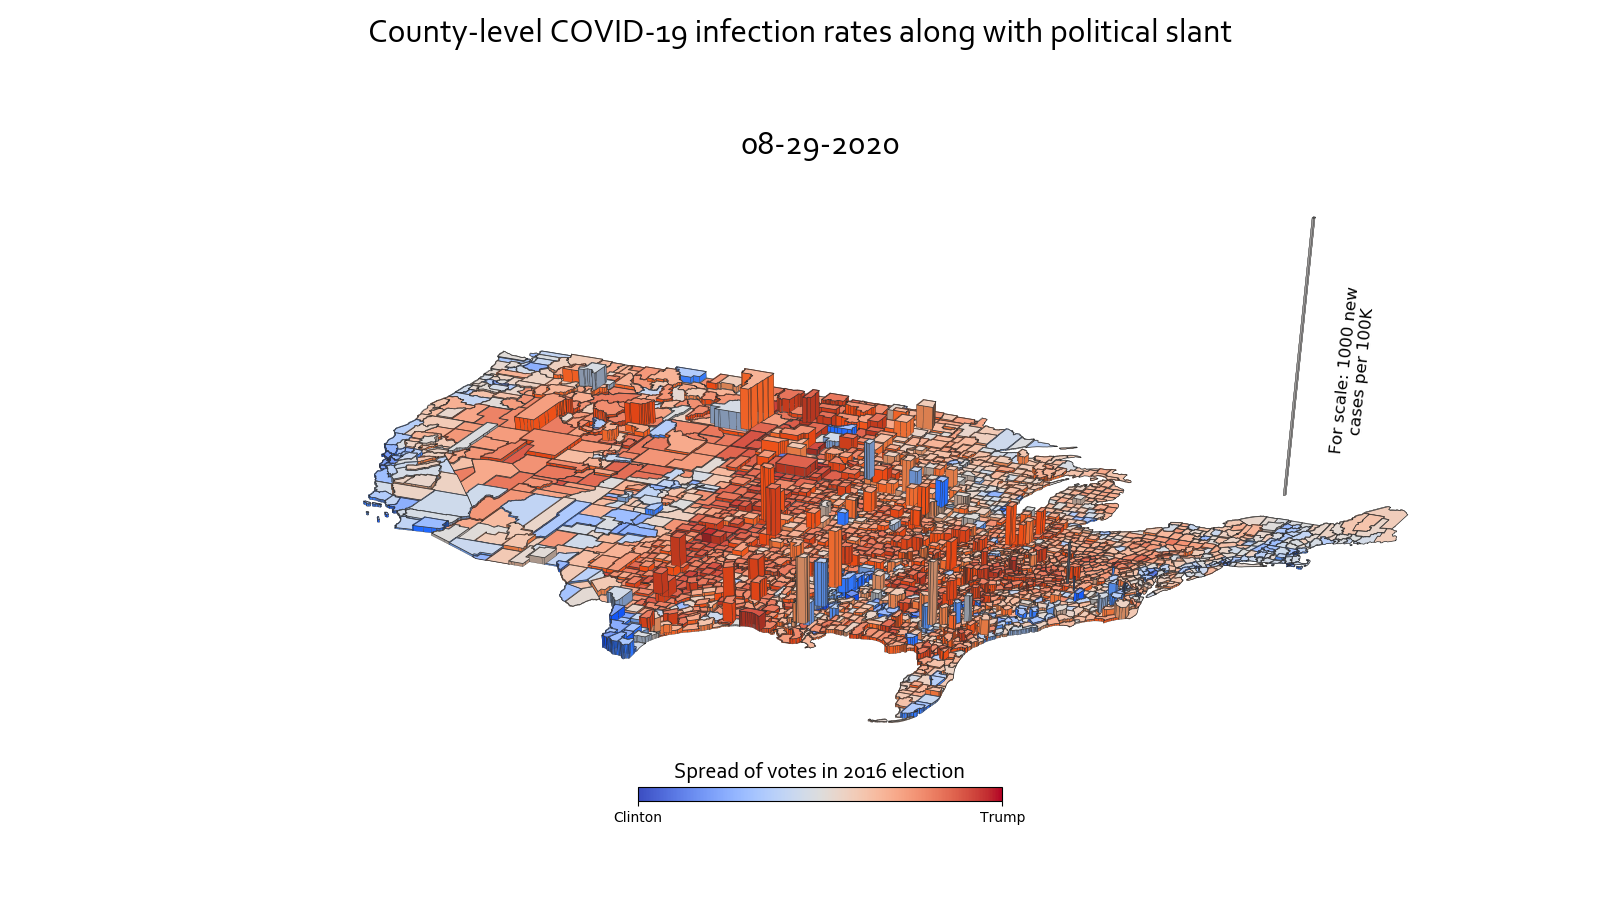 County-level COVID-19 infection rates along with political slant
08-29-2020
For scale: 1000 new
cases per 100K
Spread of votes in 2016 election
Clinton
Trump